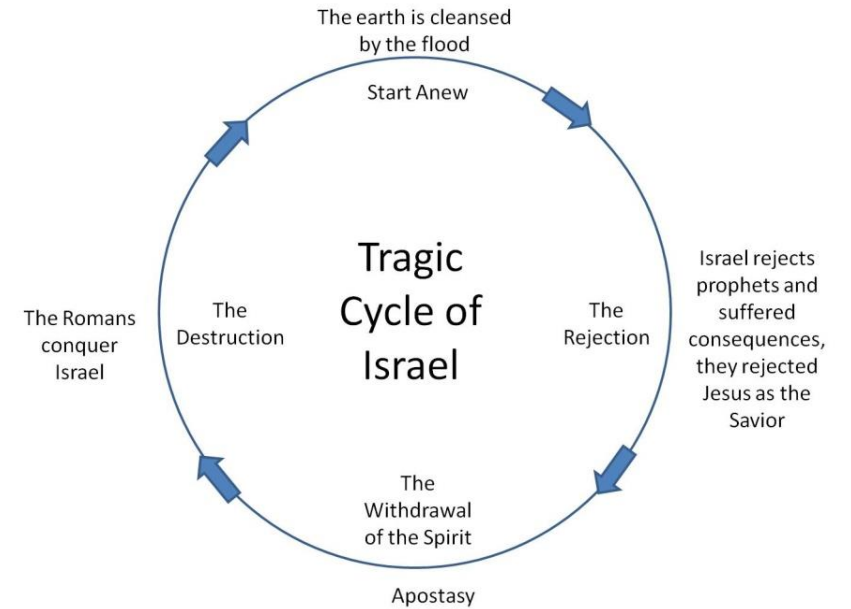 The earth is cleansed
by the flood
Start Anew
Tragic
Cycle of
Israel
The
Rejection
Israel rejects
prophets and
suffered
consequences,
they rejected
Jesus as the
Savior
The
Withdrawal
of the Spirit
Apostasy
The
Destruction
The Romans
conquer
Israel